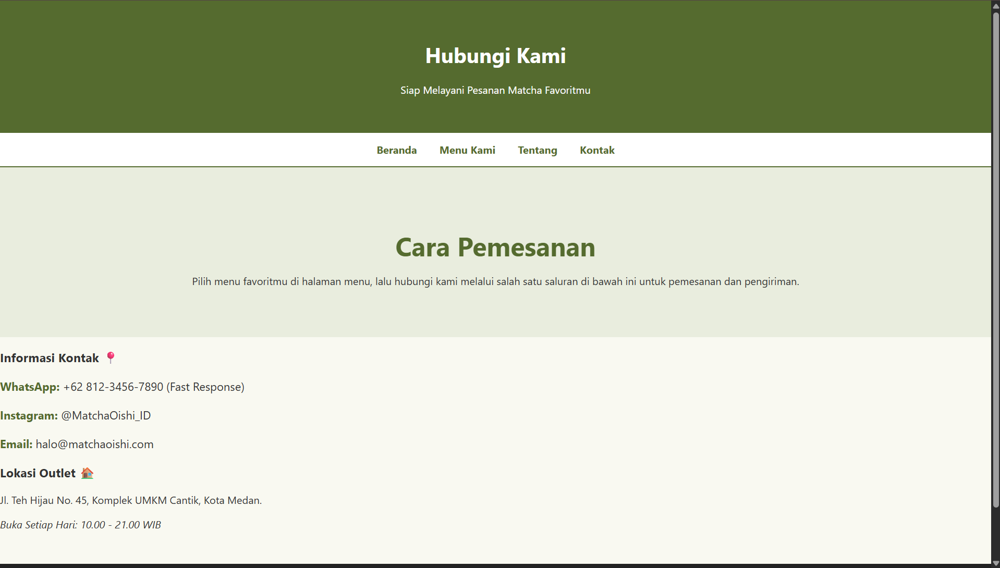 Hubungi Kami
Siap Melayani Pesanan Matcha Favoritmu
Beranda Menu Kami Tentang Kontak
Cara Pemesanan
Pilih menu favoritmu di halaman menu, lalu hubungi kami melalui salah satu saluran di bawah ini untuk pemesanan dan pengiriman.
Informasi Kontak 📍
WhatsApp: +62 812-3456-7890 (Fast Response)
Instagram: @MatchaOishi_ID
Email: halo@matchaoishi.com
Lokasi Outlet 🏠
Jl. Teh Hijau No. 45, Komplek UMKM Cantik, Kota Medan.
Buka Setiap Hari: 10.00 - 21.00 WIB